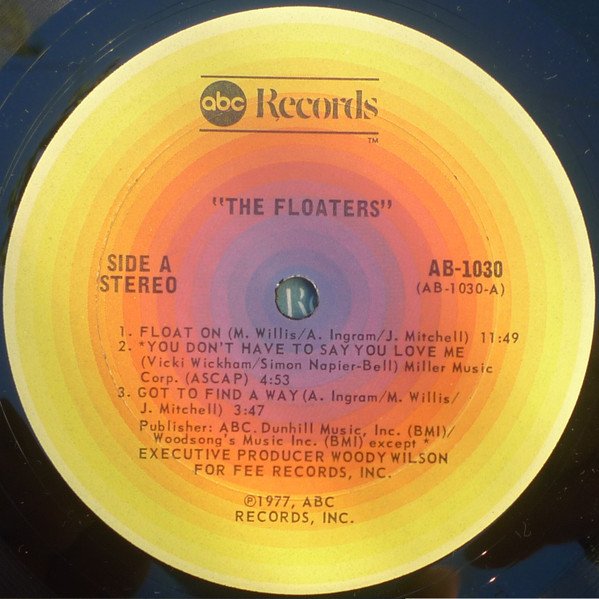 abc Records
TM
"THE FLOATERS"
SIDE A
STEREO
AB-1030
(AB-1030-A)
1. FLOAT ON (M. Willis/A. Ingram/J. Mitchell) 11:49
2. *YOU DON'T HAVE TO SAY YOU LOVE ME
(Vicki Wickham/Simon Napier-Bell) Miller Music
Corp. (ASCAP) 4:53
3. GOT TO FIND A WAY (A. Ingram/M. Willis/
J. Mitchell) 3:47
Publisher: ABC. Dunhill Music, Inc. (BMI)/
Woodsong's Music Inc. (BMI) except *
EXECUTIVE PRODUCER WOODY WILSON
FOR FEE RECORDS, INC.
℗1977, ABC
RECORDS, INC.